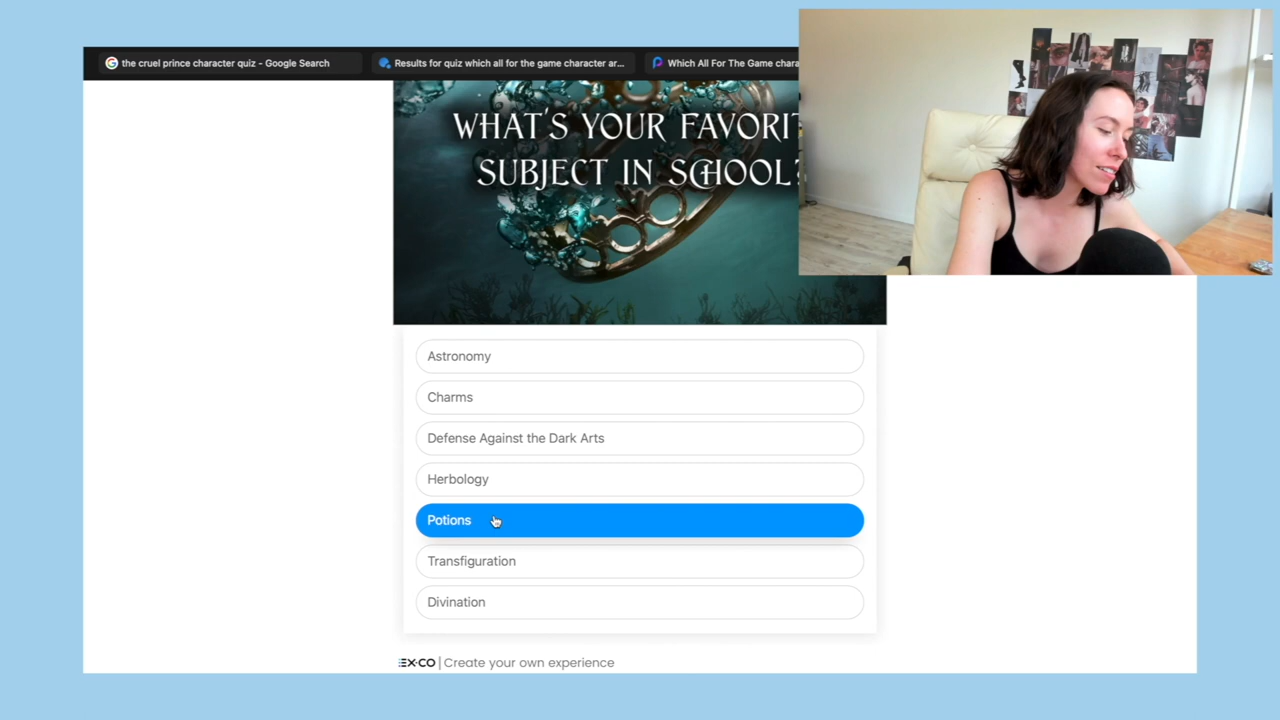 the cruel prince character quiz - Google Search
Results for quiz which all for the game character ar...
Which All For The Game chara
WHAT'S YOUR FAVORIT
SUBJECT IN SCHOOL?
Astronomy
Charms
Defense Against the Dark Arts
Herbology
Potions
Transfiguration
Divination
EX·CO | Create your own experience